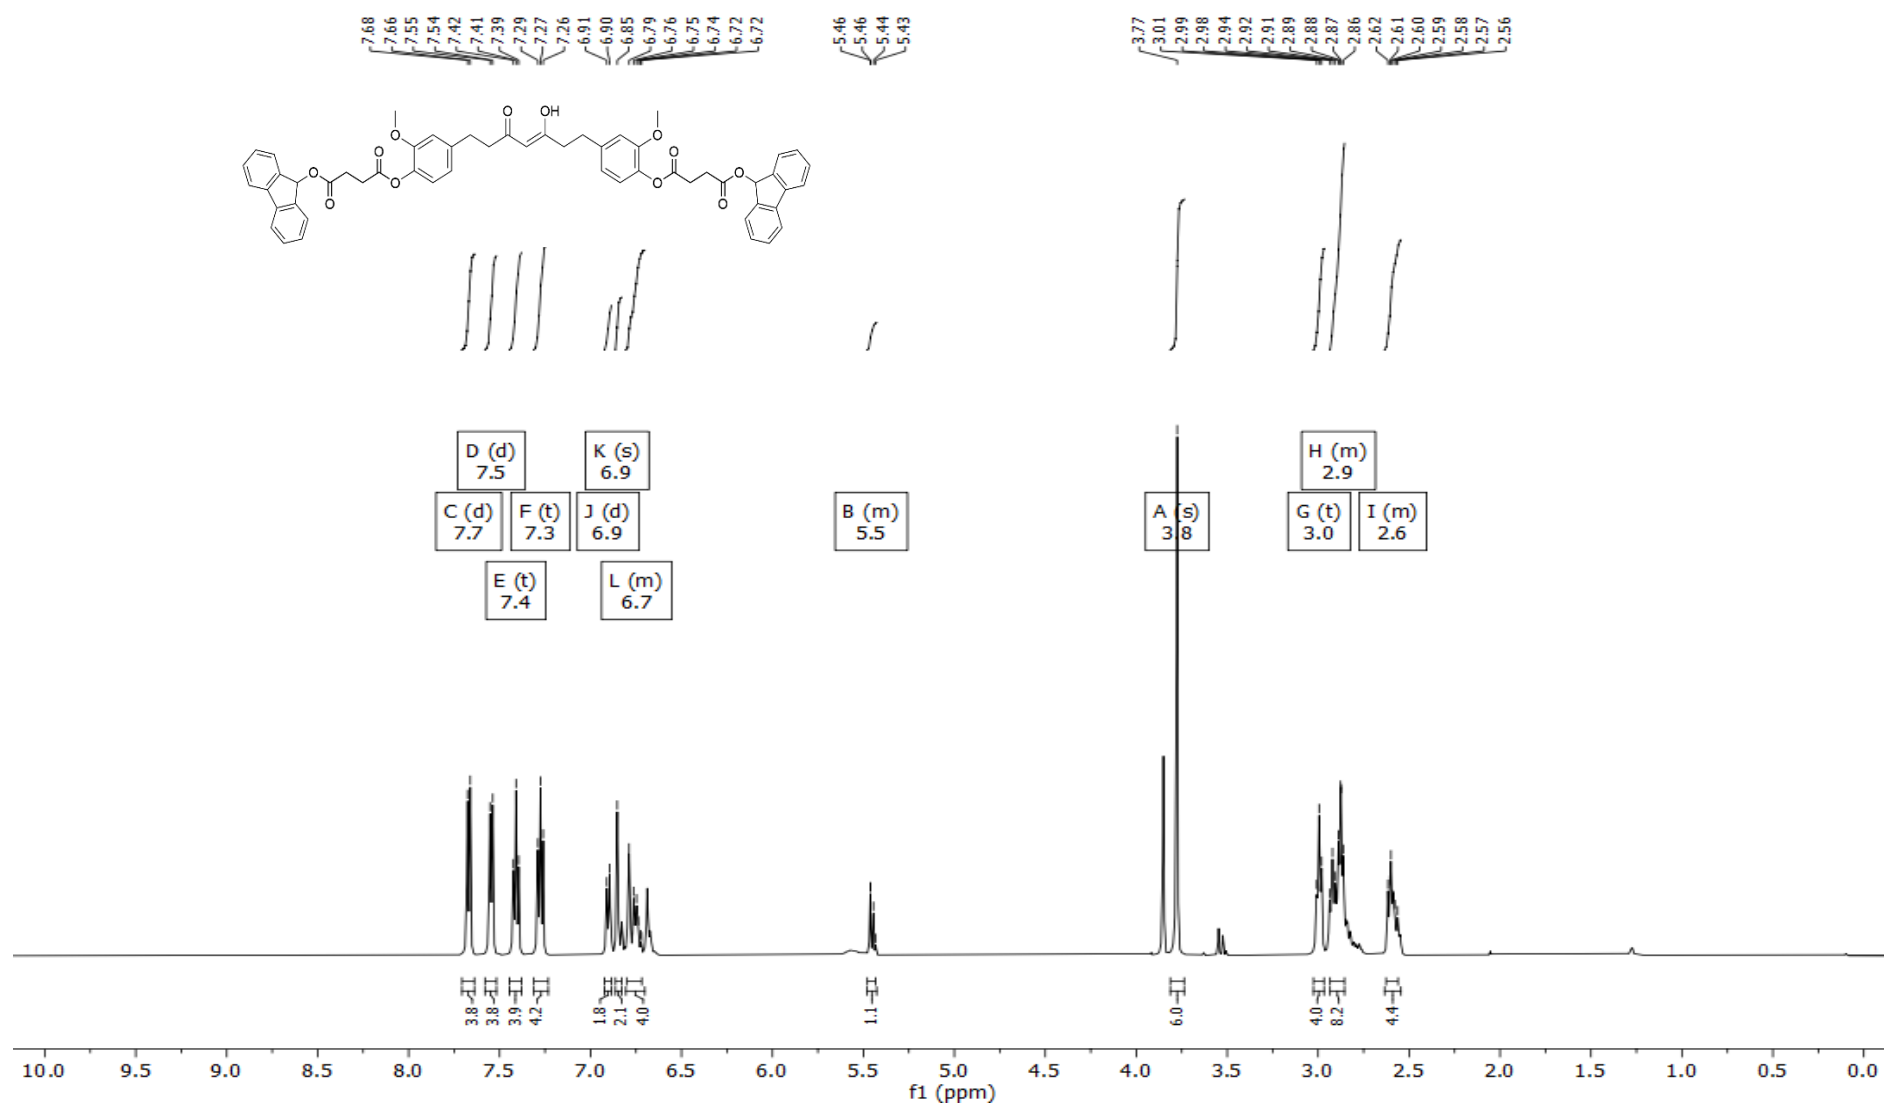 7.68 7.66 7.55 7.54 7.42 7.41 7.39 7.29 7.27 7.26 6.91 6.90 6.85 6.79 6.76 6.75 6.74 6.72 6.72 5.46 5.46 5.44 5.43 3.77 3.01 2.99 2.98 2.94 2.92 2.91 2.89 2.88 2.87 2.86 2.62 2.61 2.60 2.59 2.58 2.57 2.56
O OH
O O
O O O O
O O
O O
D (d) K (s) H (m)
7.5 6.9 2.9
C (d) F (t) J (d) B (m) A (s) G (t) I (m)
7.7 7.3 6.9 5.5 3.8 3.0 2.6
E (t) L (m)
7.4 6.7
3.8 3.8 3.9 4.2 1.8 2.1 4.0 1.1 6.0 4.0 8.2 4.4
10.0 9.5 9.0 8.5 8.0 7.5 7.0 6.5 6.0 5.5 5.0 4.5 4.0 3.5 3.0 2.5 2.0 1.5 1.0 0.5 0.0
f1 (ppm)